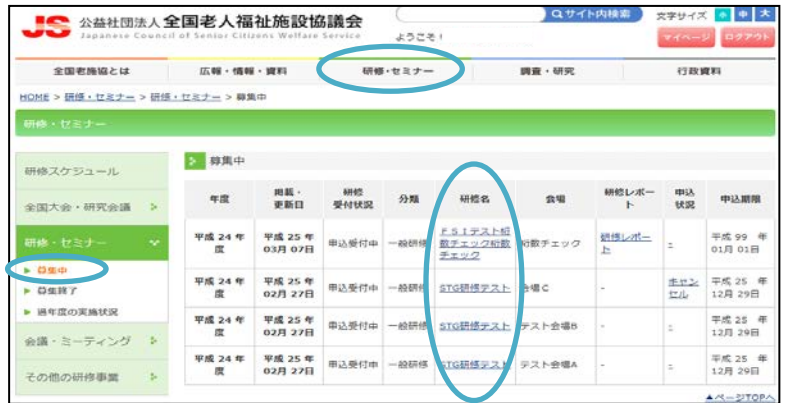 JS 公益社団法人 全国老人福祉施設協議会
Japanese Council of Senior Citizens Welfare Service
ようこそ!
サイト内検索
文字サイズ 小 中 大
マイページ ログアウト
全国老施協とは 広報・情報・資料 研修・セミナー 調査・研究 行政資料
HOME > 研修・セミナー > 研修・セミナー > 募集中
研修・セミナー
研修スケジュール
全国大会・研究会議
研修・セミナー
募集中
募集終了
過年度の実施状況
会議・ミーティング
その他の研修事業
募集中
年度 掲載・ 研修 分類 研修名 会場 研修レポー 申込 申込期限
更新日 受付状況 ト 状況
平成 24 年 平成 25 年 申込受付中 一般研修 FSIテスト桁 桁数チェック 研修レポー - 平成 99 年
度 03月 07日 数チェック桁数 ト 01月 01日
チェック
平成 24 年 平成 25 年 申込受付中 一般研修 STG研修テスト 会場C - キャン 平成 25 年
度 02月 27日 セル 12月 29日
平成 24 年 平成 25 年 申込受付中 一般研修 STG研修テスト テスト会場B - - 平成 25 年
度 02月 27日 12月 29日
平成 24 年 平成 25 年 申込受付中 一般研修 STG研修テスト テスト会場A - - 平成 25 年
度 02月 27日 12月 29日
▲ページTOPへ